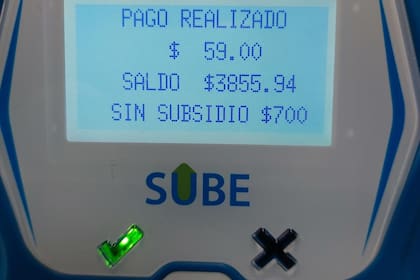 PAGO REALIZADO
$ 59.00
SALDO $3855.94
SIN SUBSIDIO $700
SUBE